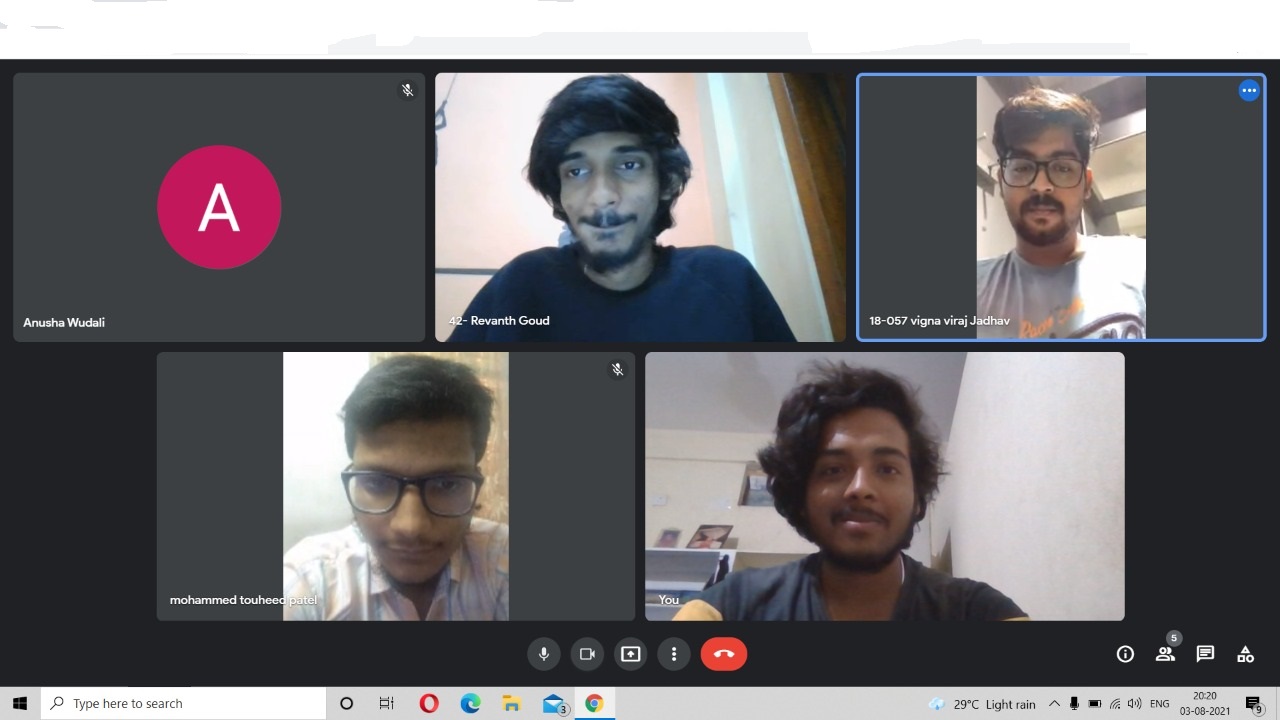 A
Anusha Wudali
42- Revanth Goud
18-057 vigna viraj Jadhav
mohammed touheed patel
You
5
Type here to search
3
29°C Light rain
ENG
20:20
03-08-2021
9